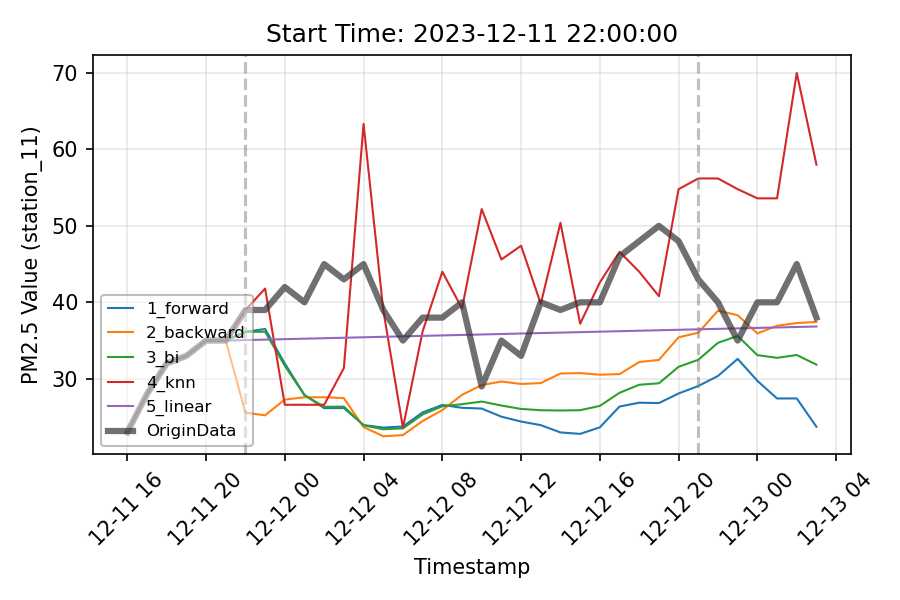 Start Time: 2023-12-11 22:00:00
PM2.5 Value (station_11)
70
60
50
40
30
1_forward
2_backward
3_bi
4_knn
5_linear
OriginData
12-11 16
12-11 20
12-12 00
12-12 04
12-12 08
12-12 12
12-12 16
12-12 20
12-13 00
12-13 04
Timestamp